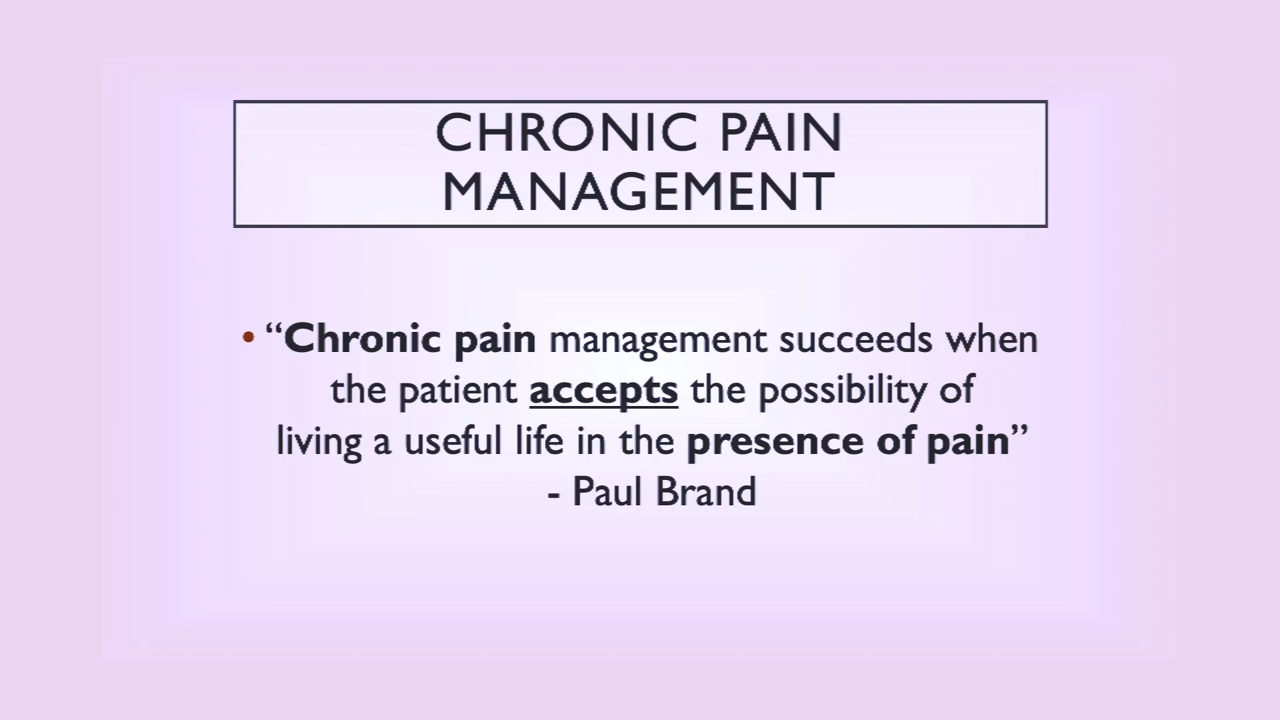 CHRONIC PAIN
MANAGEMENT
• “Chronic pain management succeeds when
the patient accepts the possibility of
living a useful life in the presence of pain”
- Paul Brand